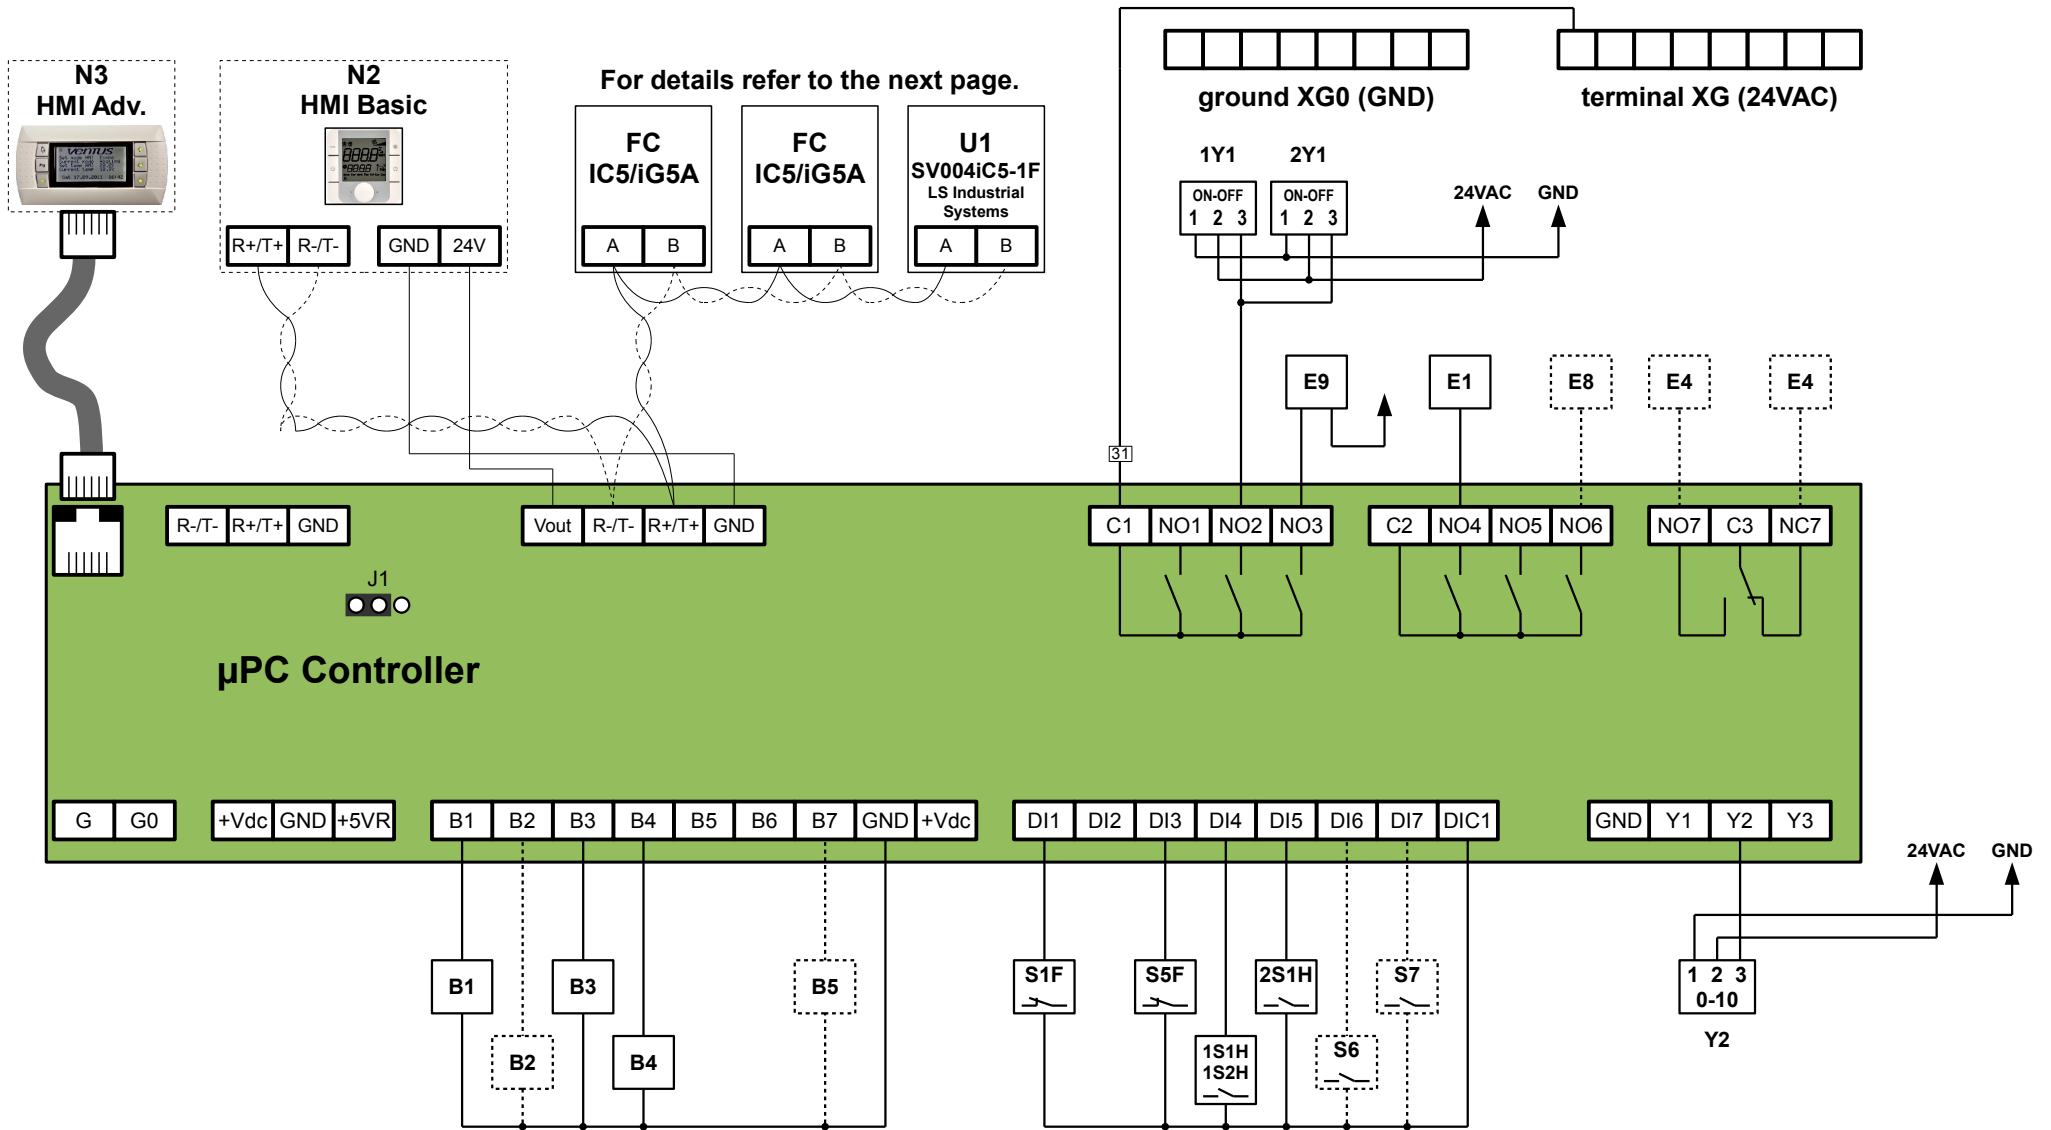 N3
HMI Adv.
VENTUS
N2
HMI Basic
R+/T+ R-/T- GND 24V
For details refer to the next page.
FC
IC5/iG5A
A B
FC
IC5/iG5A
A B
U1
SV004iC5-1F
LS Industrial
Systems
A B
ground XG0 (GND)
terminal XG (24VAC)
1Y1 2Y1
ON-OFF ON-OFF
1 2 3 1 2 3
24VAC GND
E9 E1 E8 E4 E4
31
R-/T- R+/T+ GND
Vout R-/T- R+/T+ GND
C1 NO1 NO2 NO3
C2 NO4 NO5 NO6
NO7 C3 NC7
J1
µPC Controller
G G0
+Vdc GND +5VR
B1 B2 B3 B4 B5 B6 B7 GND +Vdc
DI1 DI2 DI3 DI4 DI5 DI6 DI7 DIC1
GND Y1 Y2 Y3
24VAC GND
B1 B3 B5
B2 B4
S1F S5F 2S1H S7
1S1H
1S2H
S6
1 2 3
0-10
Y2